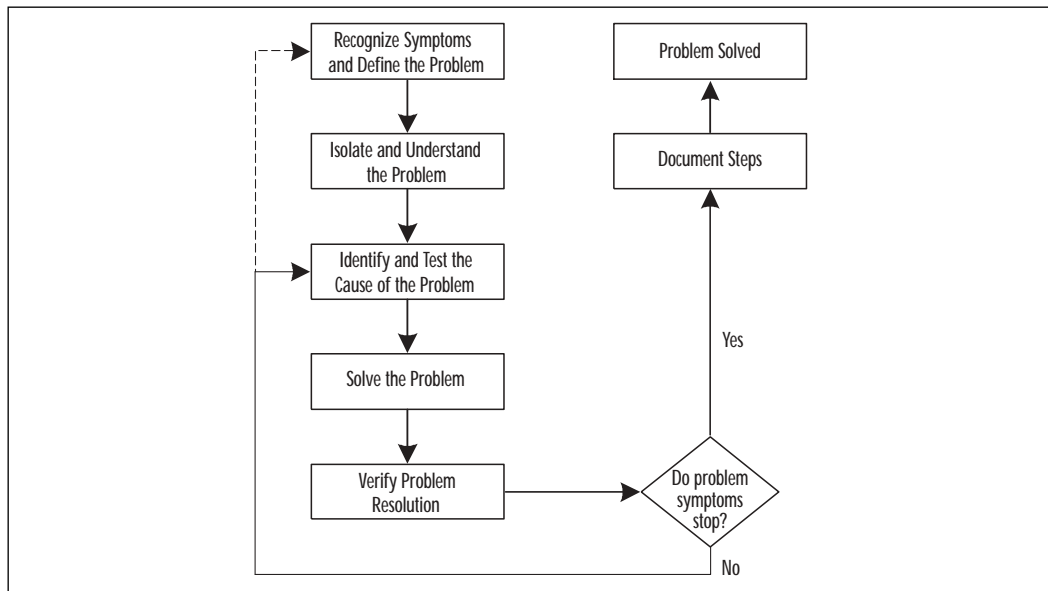 Recognize Symptoms
and Define the Problem
Isolate and Understand
the Problem
Identify and Test the
Cause of the Problem
Solve the Problem
Verify Problem
Resolution
Do problem
symptoms
stop?
No
Yes
Document Steps
Problem Solved